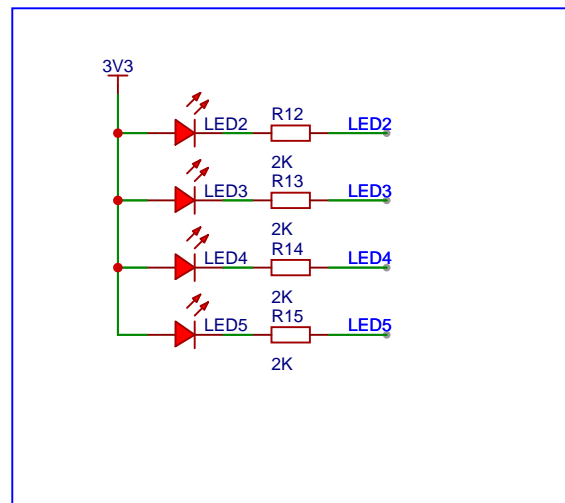 3V3
LED2 R12 LED2
2K
LED3 R13 LED3
2K
LED4 R14 LED4
2K
LED5 R15 LED5
2K